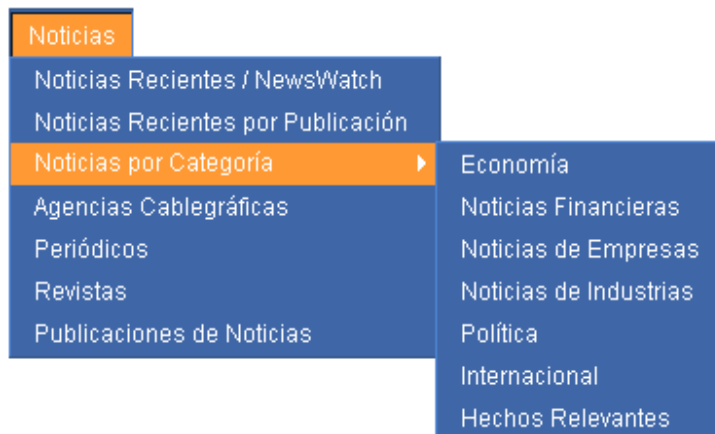 Noticias
Noticias Recientes / NewsWatch
Noticias Recientes por Publicación
Noticias por Categoría
Agencias Cablegráficas
Periódicos
Revistas
Publicaciones de Noticias
Economía
Noticias Financieras
Noticias de Empresas
Noticias de Industrias
Política
Internacional
Hechos Relevantes